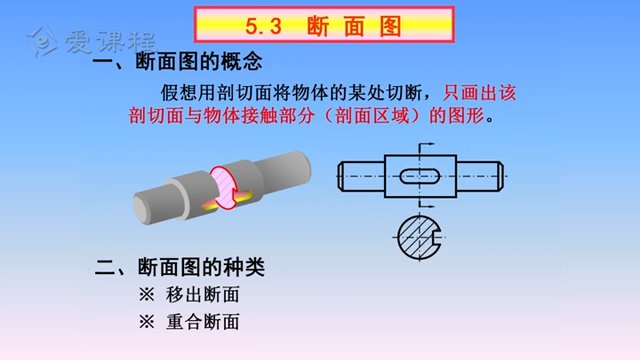 爱课程
5.3 断面图
一、断面图的概念
假想用剖切面将物体的某处切断，只画出该
剖切面与物体接触部分（剖面区域）的图形。
二、断面图的种类
※ 移出断面
※ 重合断面